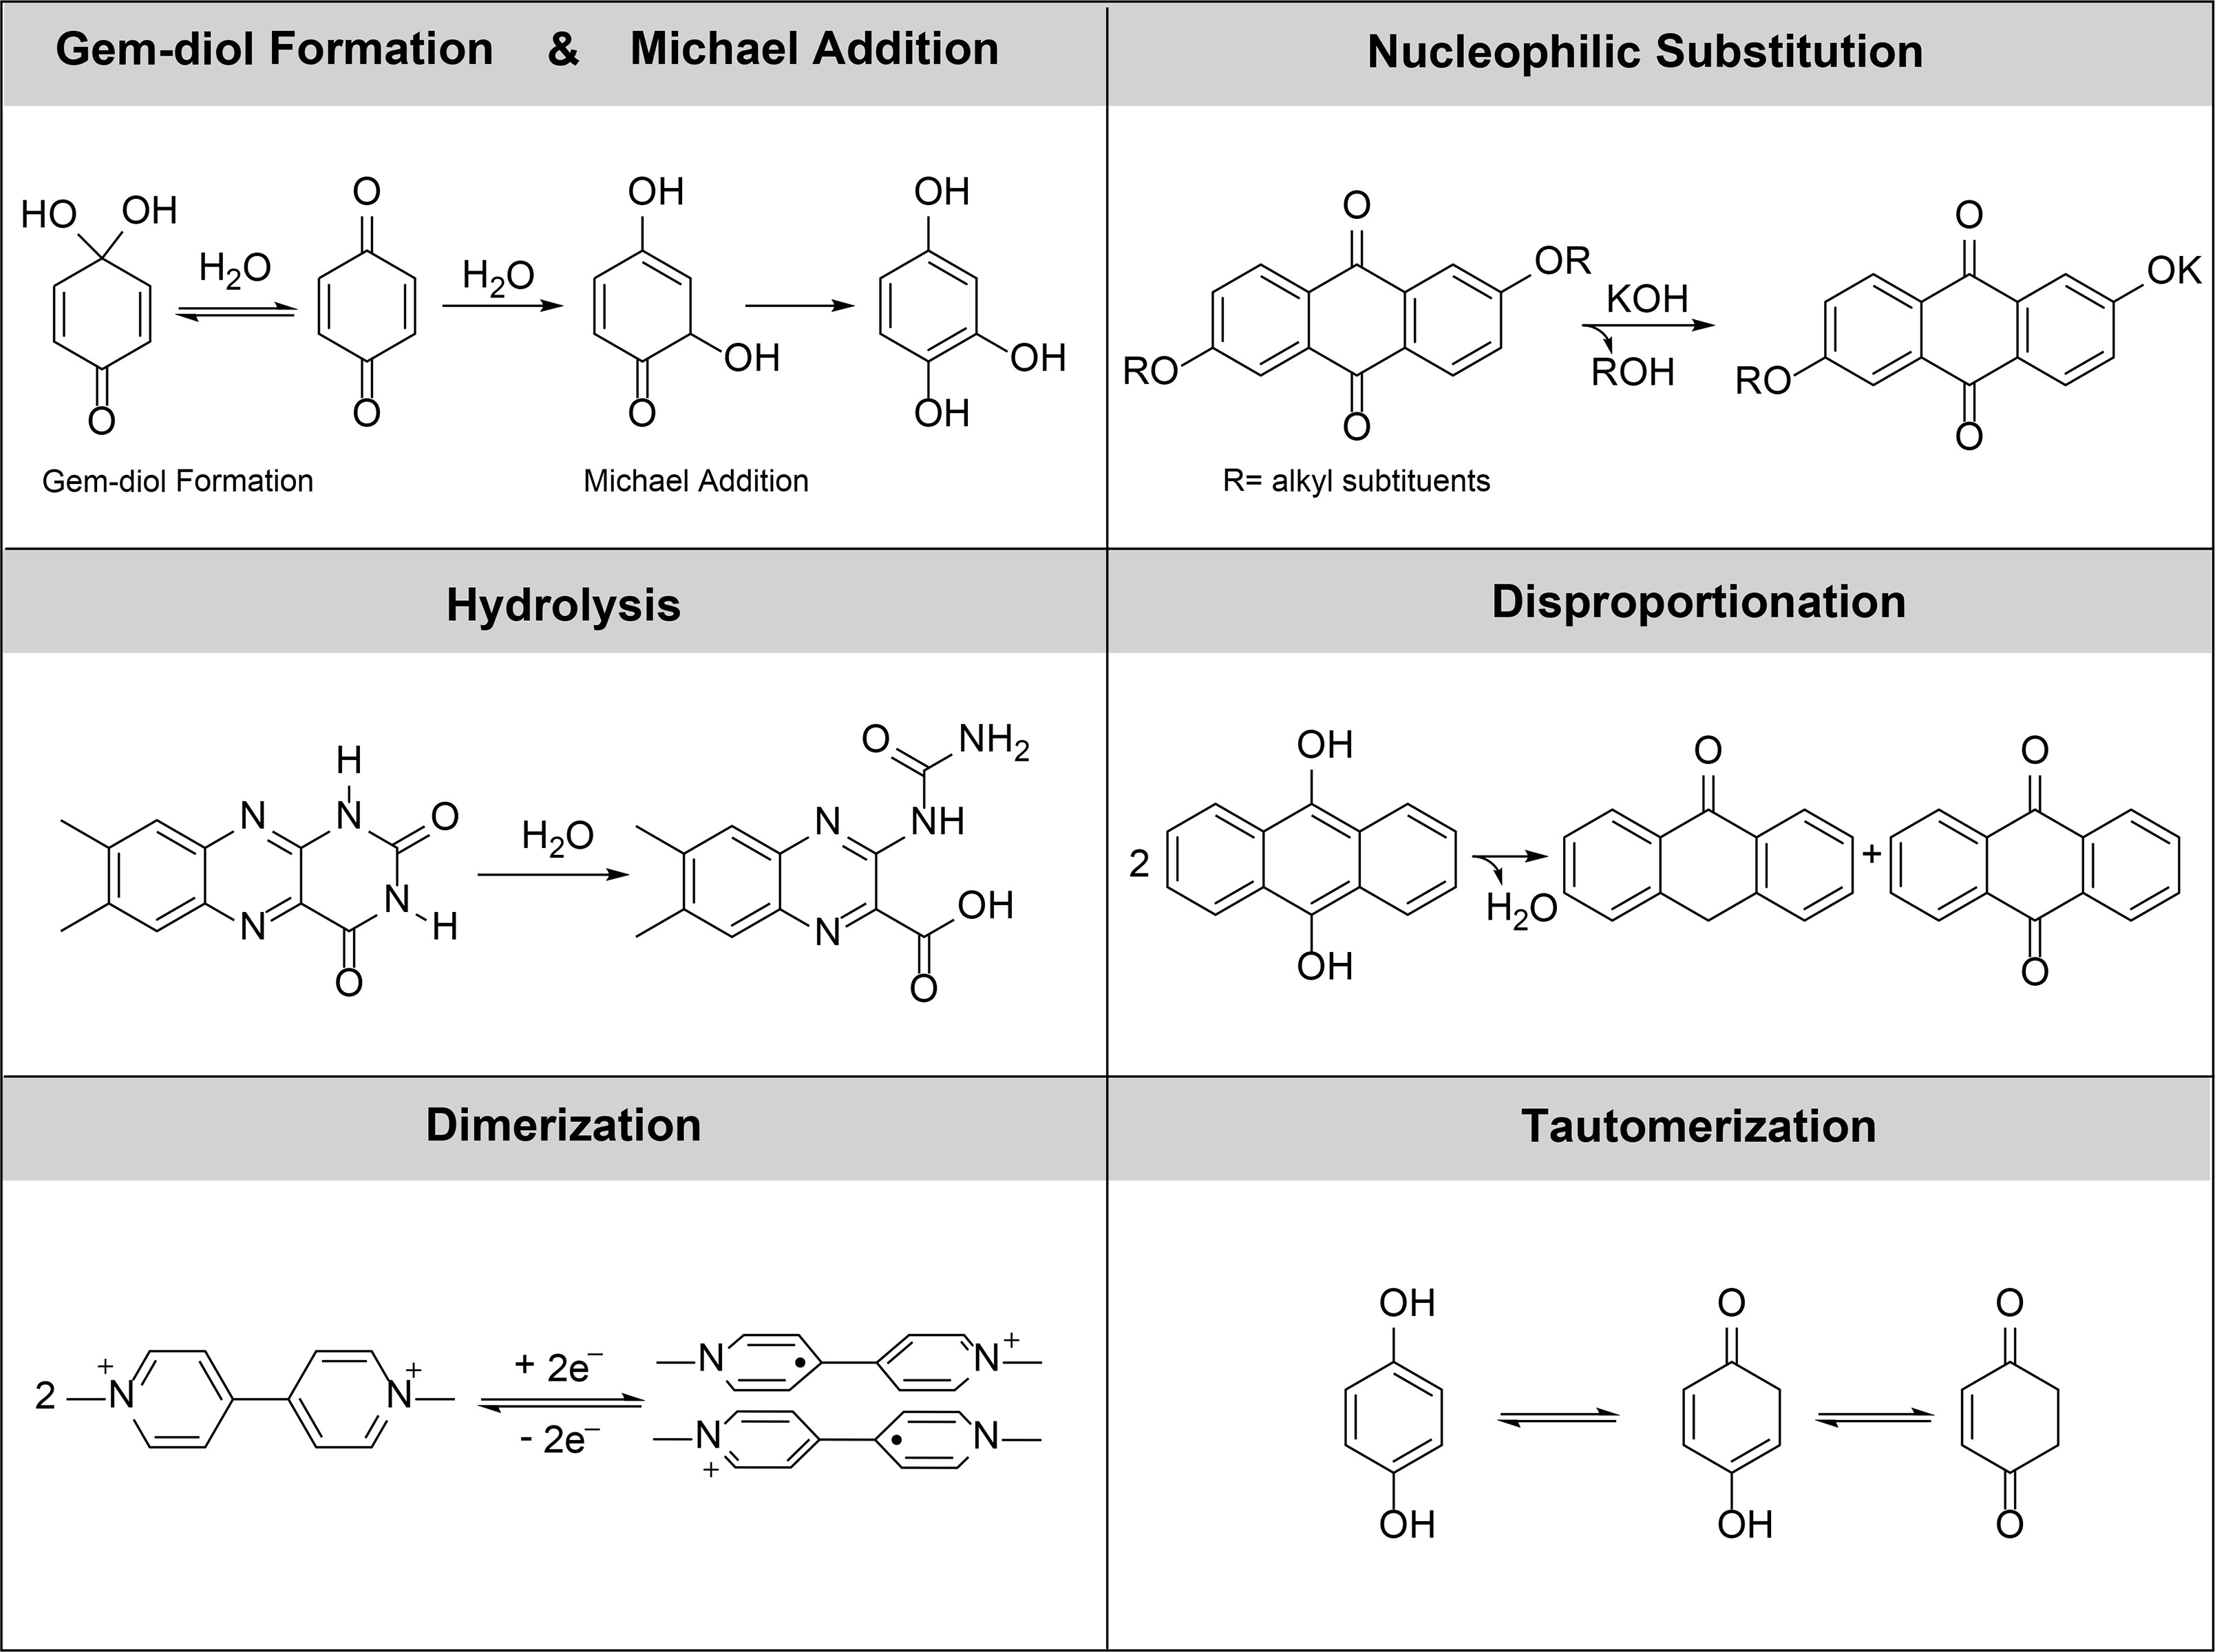 Gem-diol Formation & Michael Addition
HO OH
H2O
O
O
H2O
O
OH
OH
O
OH
OH
OH
Gem-diol Formation
Michael Addition
Nucleophilic Substitution
O
OR
RO
O
KOH
ROH
O
OK
RO
O
R= alkyl subtituents
Hydrolysis
H
N
N
O
N
N
H
O
H2O
O
NH2
N
NH
N
OH
O
Disproportionation
2
OH
OH
H2O
O
+
O
O
Dimerization
2
+
N
N
+
+ 2e–
- 2e–
N
N
+
N
+
N
Tautomerization
OH
OH
O
OH
O
O